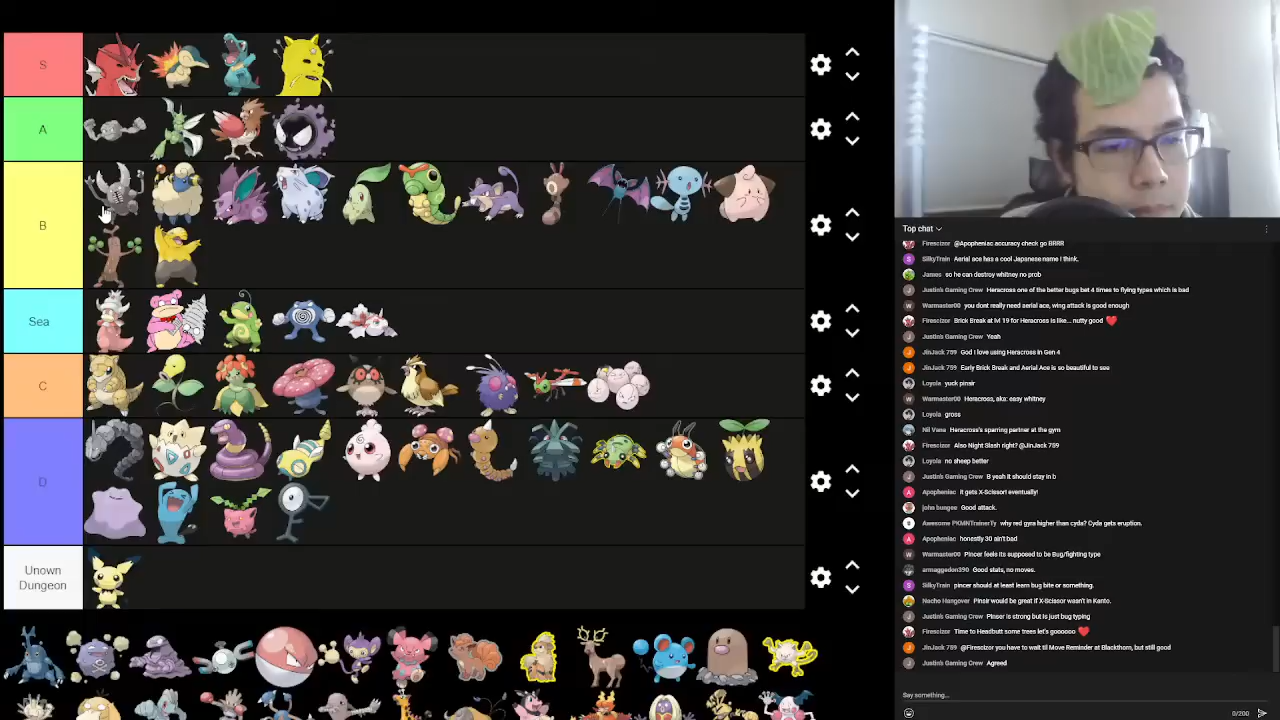 S
A
B
Sea
C
D
Unown
Dungeon
Top chat
Firescizor @Apopheniac accuracy check go BRRR
SilkyTrain Aerial ace has a cool Japanese name I think.
James so he can destroy whitney no prob
Justin's Gaming Crew Heracross one of the better bugs bet 4 times to flying types which is bad
Warmaster00 you dont really need aerial ace, wing attack is good enough
Firescizor Brick Break at lvl 19 for Heracross is like... nutty good ❤
Justin's Gaming Crew Yeah
JinJack 759 God I love using Heracross in Gen 4
JinJack 759 Early Brick Break and Aerial Ace is so beautiful to see
Loyola yuck pinsir
Warmaster00 Heracross, aka: easy whitney
Loyola gross
Nil Vana Heracross's sparring partner at the gym
Firescizor Also Night Slash right? @JinJack 759
Loyola no sheep better
Justin's Gaming Crew B yeah it should stay in b
Apopheniac it gets X-Scissor! eventually!
john bungee Good attack.
Awesome PKMNTrainerTy why red gyra higher than cyda? Cyda gets eruption.
Apopheniac honestly 30 ain't bad
Warmaster00 Pincer feels its supposed to be Bug/fighting type
armaggedon390 Good stats, no moves.
SilkyTrain pincer should at least learn bug bite or something.
Nacho Hangover Pinsir would be great if X-Scissor wasn't in Kanto.
Justin's Gaming Crew Pinser is strong but is just bug typing
Firescizor Time to Headbutt some trees let's goooooo ❤
JinJack 759 @Firescizor you have to wait til Move Reminder at Blackthorn, but still good
Justin's Gaming Crew Agreed
Say something...
0/200